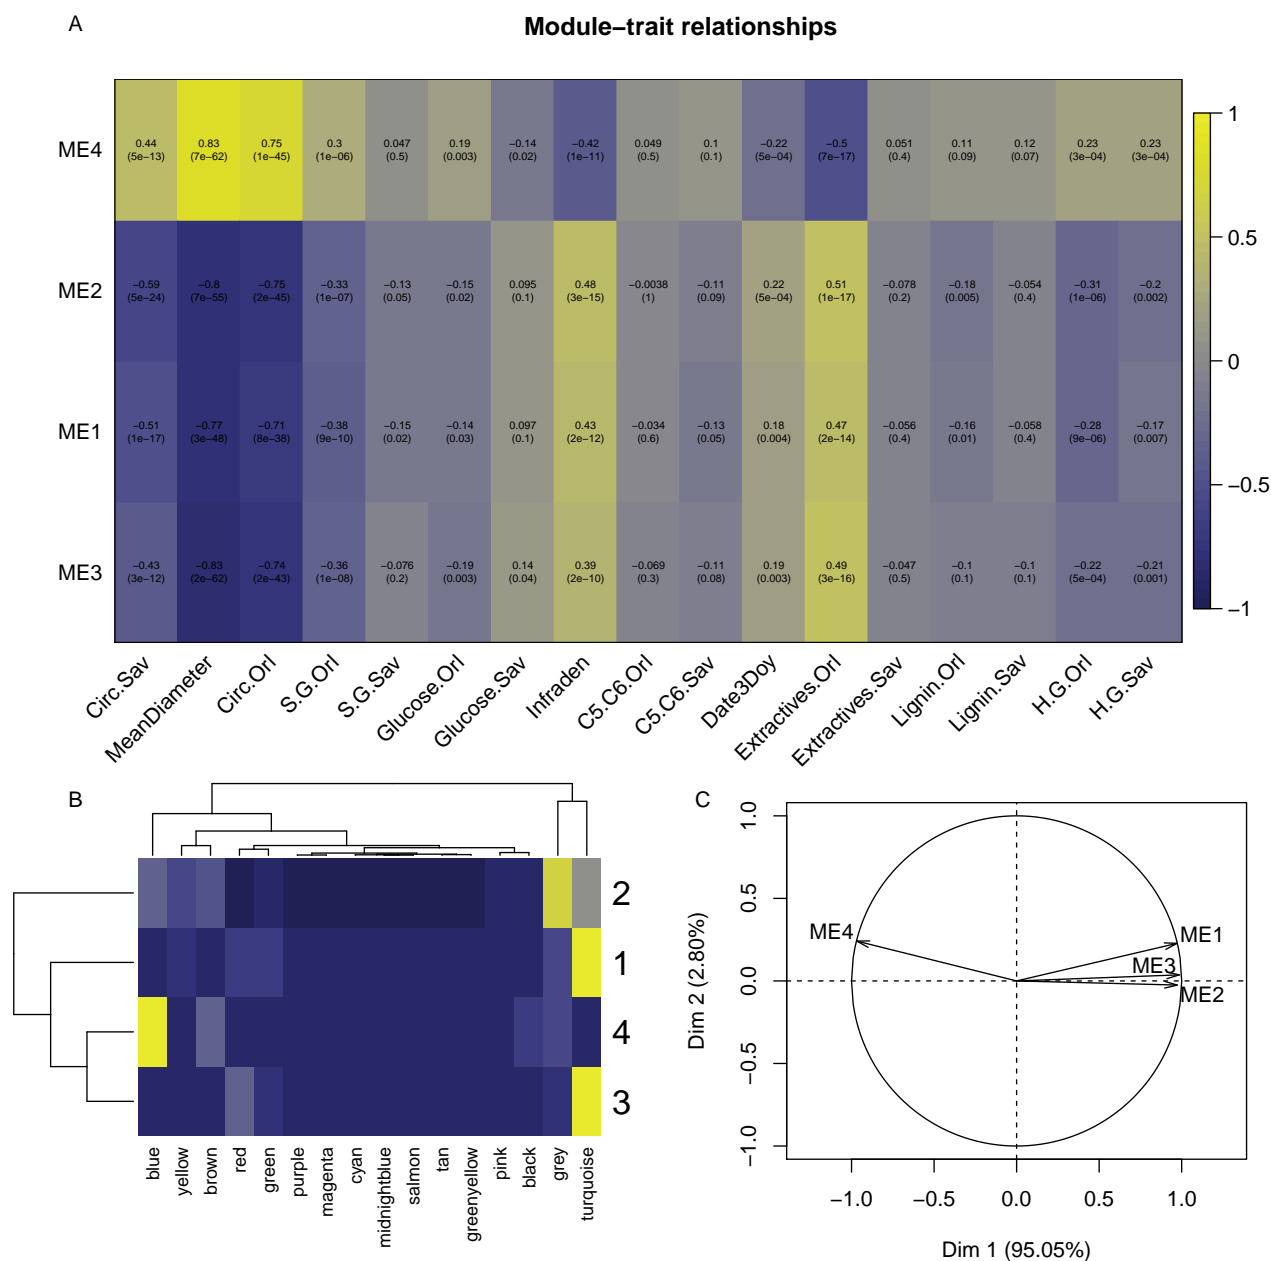 A
Module−trait relationships
ME4
0.44 0.83 0.75 0.3 0.047 0.19 −0.14 −0.42 0.049 0.1 −0.22 −0.5 0.051 0.11 0.12 0.23 0.23
(5e−13) (7e−62) (1e−45) (1e−06) (0.5) (0.003) (0.02) (1e−11) (0.5) (0.1) (5e−04) (7e−17) (0.4) (0.09) (0.07) (3e−04) (3e−04)
ME2
−0.59 −0.8 −0.75 −0.33 −0.13 −0.15 0.095 0.48 −0.0038 −0.11 0.22 0.51 −0.078 −0.18 −0.054 −0.31 −0.2
(5e−24) (7e−55) (2e−45) (1e−07) (0.05) (0.02) (0.1) (3e−15) (1) (0.09) (5e−04) (1e−17) (0.2) (0.005) (0.4) (1e−06) (0.002)
ME1
−0.51 −0.77 −0.71 −0.38 −0.15 −0.14 0.097 0.43 −0.034 −0.13 0.18 0.47 −0.056 −0.16 −0.058 −0.28 −0.17
(1e−17) (3e−48) (8e−38) (9e−10) (0.02) (0.03) (0.1) (2e−12) (0.6) (0.05) (0.004) (2e−14) (0.4) (0.01) (0.4) (9e−06) (0.007)
ME3
−0.43 −0.83 −0.74 −0.36 −0.076 −0.19 0.14 0.39 −0.069 −0.11 0.19 0.49 −0.047 −0.1 −0.1 −0.22 −0.21
(3e−12) (2e−62) (2e−43) (1e−08) (0.2) (0.003) (0.04) (2e−10) (0.3) (0.08) (0.003) (3e−16) (0.5) (0.1) (0.1) (5e−04) (0.001)
1
0.5
0
−0.5
−1
Circ.Sav
MeanDiameter
Circ.Orl
S.G.Orl
S.G.Sav
Glucose.Orl
Glucose.Sav
Infraden
C5.C6.Orl
C5.C6.Sav
Date3Doy
Extractives.Orl
Extractives.Sav
Lignin.Orl
Lignin.Sav
H.G.Orl
H.G.Sav
B
2
1
4
3
blue
yellow
brown
red
green
purple
magenta
cyan
midnightblue
salmon
tan
greenyellow
pink
black
grey
turquoise
C
Dim 2 (2.80%)
1.0
0.5
0.0
−0.5
−1.0
ME4
ME1
ME3
ME2
−1.0 −0.5 0.0 0.5 1.0
Dim 1 (95.05%)